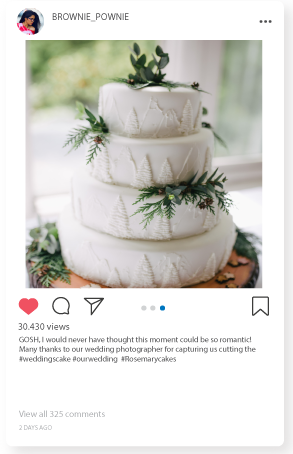 BROWNIE_POWNIE
30.430 views
GOSH, I would never have thought this moment could be so romantic!
Many thanks to our wedding photographer for capturing us cutting the
#weddingscake #ourwedding #Rosemarycakes
View all 325 comments
2 DAYS AGO